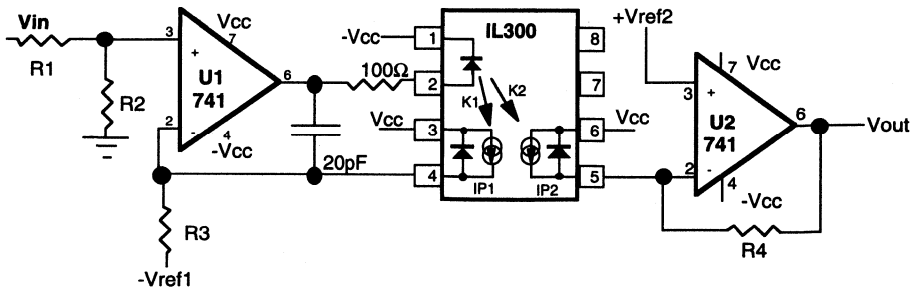 Vin
R1
R2
3
Vcc
7
+
U1
741
6
2
-
4
-Vcc
20pF
R3
-Vref1
100Ω
IL300
-Vcc
1
2
Vcc
3
4
K1
K2
IP1
IP2
8
7
6
Vcc
5
+Vref2
7
Vcc
3
+
U2
741
6
Vout
2
-
4
-Vcc
R4